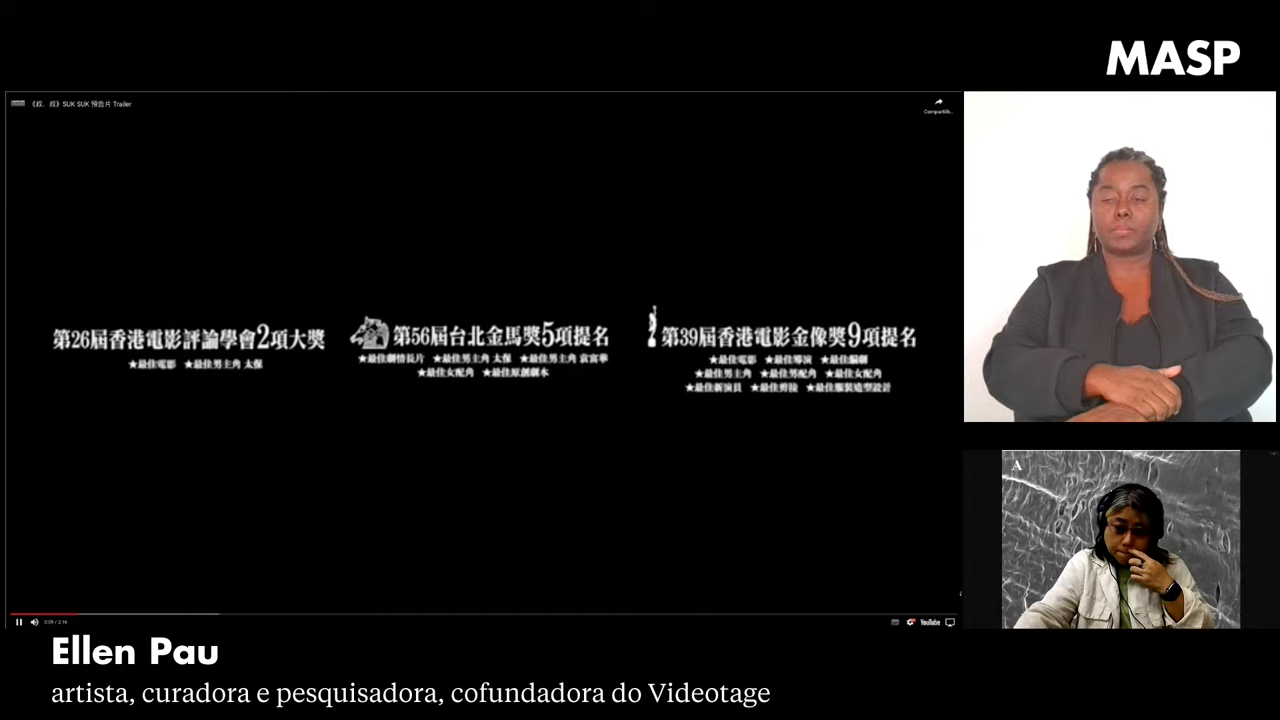 MASP
《叔．叔》SUK SUK 預告片 Trailer
Compartilh...
第26屆香港電影評論學會2項大獎
★最佳電影 ★最佳男主角 太保
第56屆台北金馬獎5項提名
★最佳劇情長片 ★最佳男主角 太保 ★最佳男主角 袁富華
★最佳女配角 ★最佳原創劇本
第39屆香港電影金像獎9項提名
★最佳電影 ★最佳導演 ★最佳編劇
★最佳男主角 ★最佳男配角 ★最佳女配角
★最佳新演員 ★最佳剪接 ★最佳服裝造型設計
A
0:09 / 2:16
YouTube
Ellen Pau
artista, curadora e pesquisadora, cofundadora do Videotage